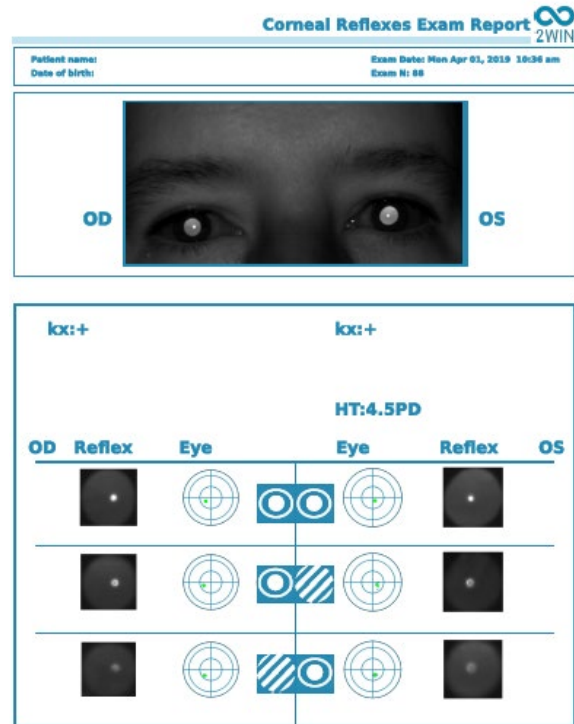 Corneal Reflexes Exam Report
2WIN
Patient name:
Exam Date: Mon Apr 01, 2019 10:36 am
Date of birth:
Exam N: 88
OD
OS
kx:+
kx:+
HT:4.5PD
OD Reflex Eye Eye Reflex OS